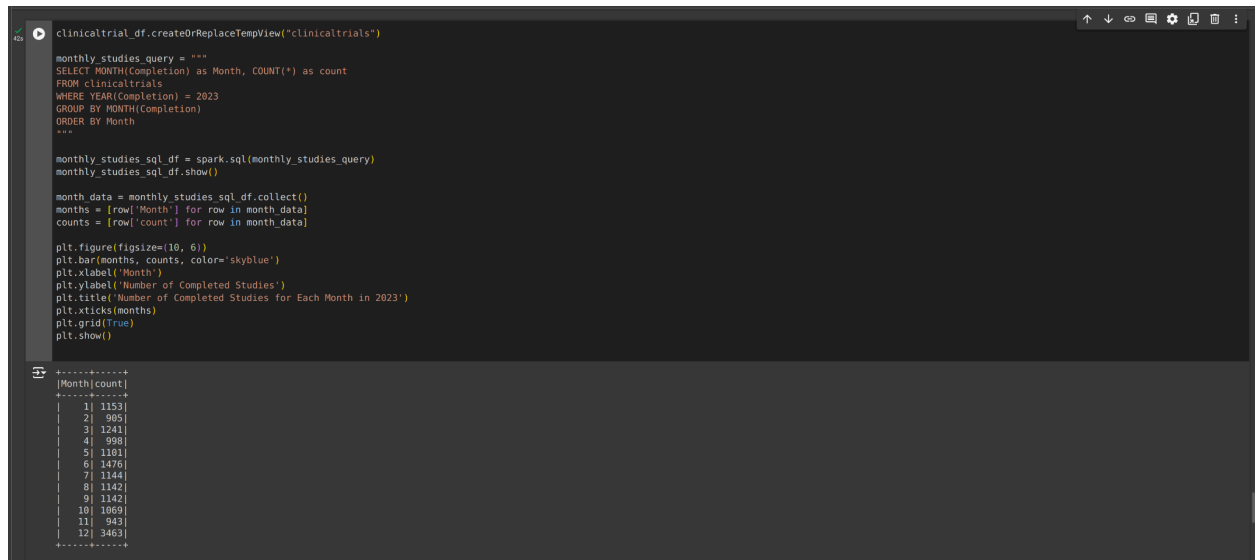 42s
clinicaltrial_df.createOrReplaceTempView("clinicaltrials")
monthly_studies_query = """
SELECT MONTH(Completion) as Month, COUNT(*) as count
FROM clinicaltrials
WHERE YEAR(Completion) = 2023
GROUP BY MONTH(Completion)
ORDER BY Month
"""
monthly_studies_sql_df = spark.sql(monthly_studies_query)
monthly_studies_sql_df.show()
month_data = monthly_studies_sql_df.collect()
months = [row['Month'] for row in month_data]
counts = [row['count'] for row in month_data]
plt.figure(figsize=(10, 6))
plt.bar(months, counts, color='skyblue')
plt.xlabel('Month')
plt.ylabel('Number of Completed Studies')
plt.title('Number of Completed Studies for Each Month in 2023')
plt.xticks(months)
plt.grid(True)
plt.show()
+-----+-----+
|Month|count|
+-----+-----+
|    1| 1153|
|    2|  905|
|    3| 1241|
|    4|  998|
|    5| 1101|
|    6| 1476|
|    7| 1144|
|    8| 1142|
|    9| 1142|
|   10| 1069|
|   11|  943|
|   12| 3463|
+-----+-----+